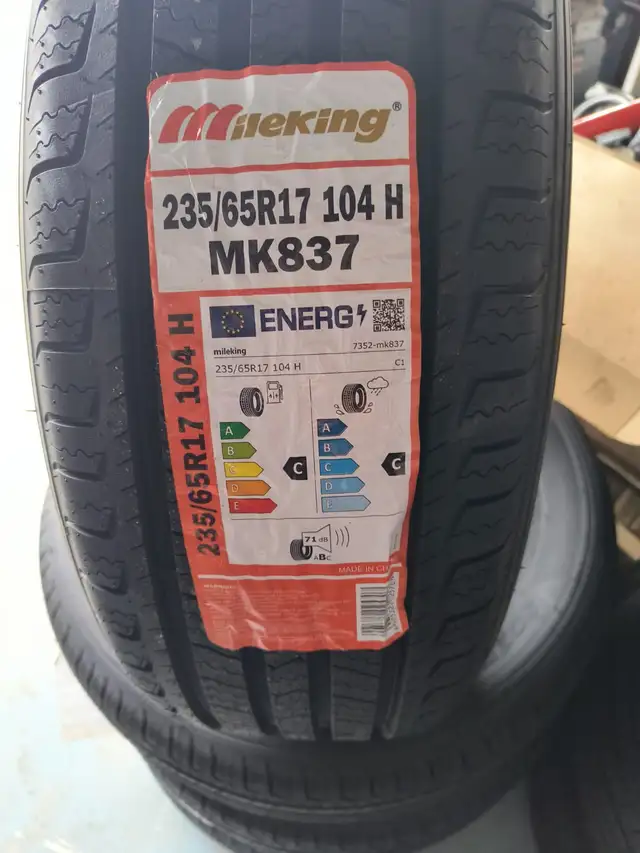 Mileking®
235/65R17 104 H
MK837
235/65R17 104 H
ENERG
mileking
7352-mk837
235/65R17 104 H
C1
A
B
C
D
E
C
A
B
C
D
E
C
71 dB
ABC
MADE IN